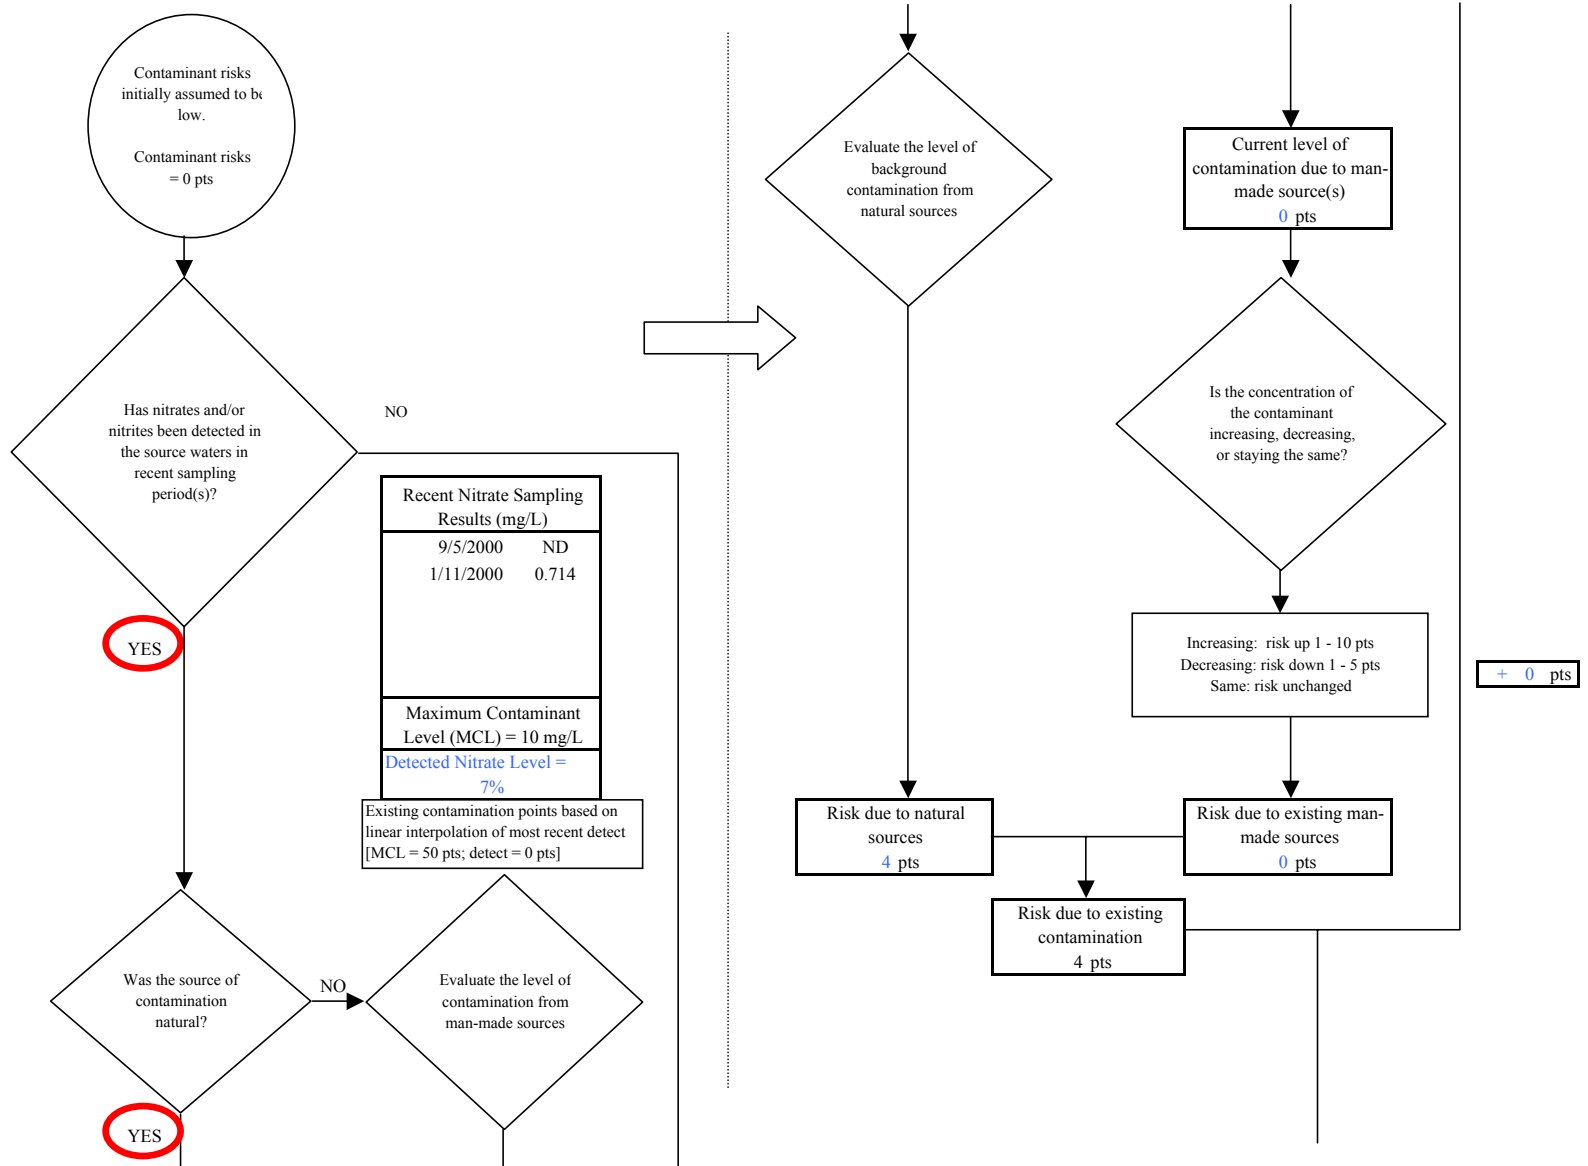 Contaminant risks
initially assumed to be
low.
Contaminant risks
= 0 pts
Has nitrates and/or
nitrites been detected in
the source waters in
recent sampling
period(s)?
NO
YES
Recent Nitrate Sampling
Results (mg/L)
9/5/2000 ND
1/11/2000 0.714
Maximum Contaminant
Level (MCL) = 10 mg/L
Detected Nitrate Level =
7%
Existing contamination points based on
linear interpolation of most recent detect
[MCL = 50 pts; detect = 0 pts]
Was the source of
contamination
natural?
NO
YES
Evaluate the level of
contamination from
man-made sources
Evaluate the level of
background
contamination from
natural sources
Current level of
contamination due to man-
made source(s)
0 pts
Is the concentration of
the contaminant
increasing, decreasing,
or staying the same?
Increasing: risk up 1 - 10 pts
Decreasing: risk down 1 - 5 pts
Same: risk unchanged
+ 0 pts
Risk due to natural
sources
4 pts
Risk due to existing man-
made sources
0 pts
Risk due to existing
contamination
4 pts